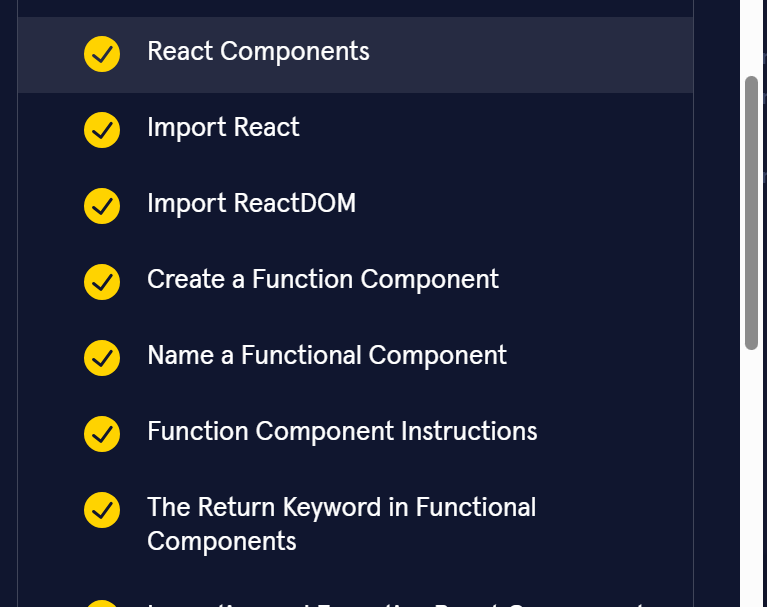 React Components
Import React
Import ReactDOM
Create a Function Component
Name a Functional Component
Function Component Instructions
The Return Keyword in Functional
Components